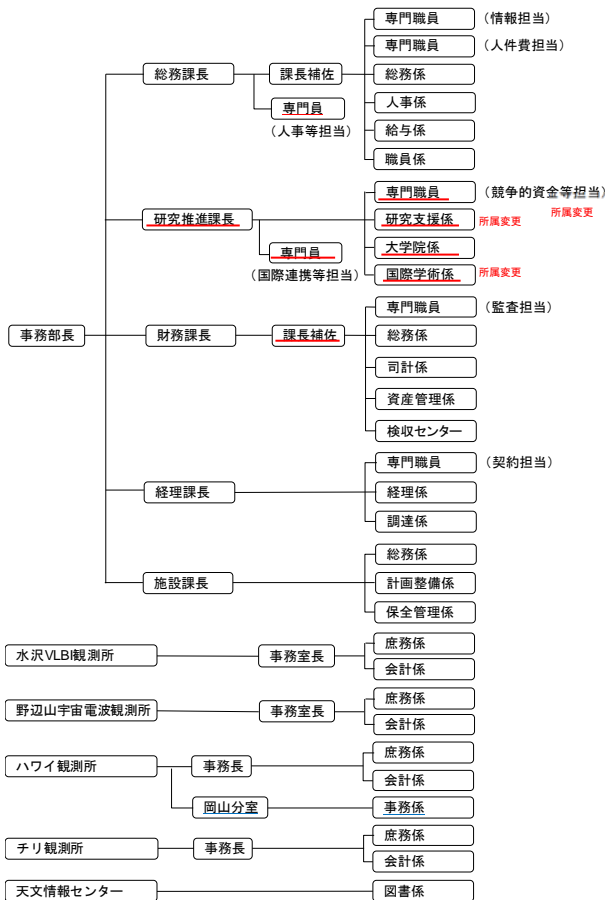 専門職員 （情報担当）
専門職員 （人件費担当）
総務課長 課長補佐 総務係
専門員 人事係
（人事等担当） 給与係
職員係
専門職員 （競争的資金等担当）
研究推進課長 研究支援係 所属変更 所属変更
専門員 大学院係
（国際連携等担当） 国際学術係 所属変更
専門職員 （監査担当）
事務部長 財務課長 課長補佐 総務係
司計係
資産管理係
検収センター
専門職員 （契約担当）
経理課長 経理係
調達係
総務係
施設課長 計画整備係
保全管理係
水沢VLBI観測所 事務室長 庶務係
会計係
野辺山宇宙電波観測所 事務室長 庶務係
会計係
ハワイ観測所 事務長 庶務係
会計係
岡山分室 事務係
チリ観測所 事務長 庶務係
会計係
天文情報センター 図書係